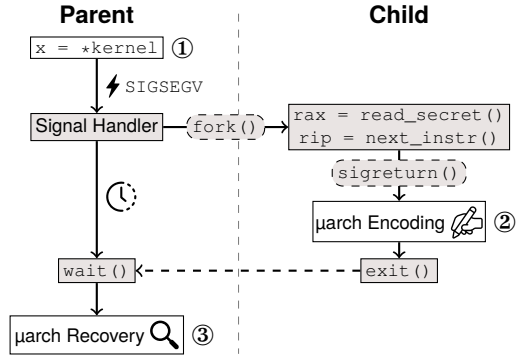 Parent
Child
x = *kernel ①
SIGSEGV
Signal Handler
fork()
rax = read_secret()
rip = next_instr()
sigreturn()
µarch Encoding ②
wait()
exit()
µarch Recovery ③